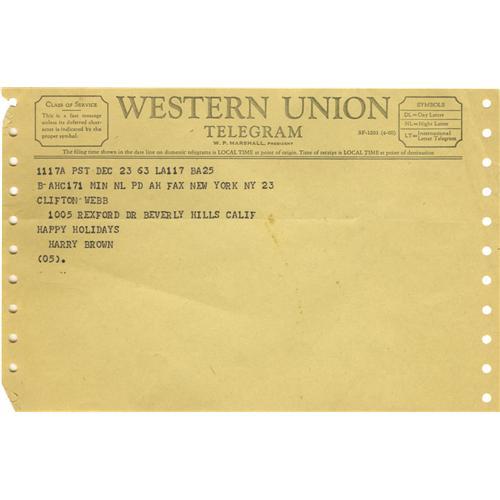 CLASS OF SERVICE
This is a fast message unless its deferred character is indicated by the proper symbol.
WESTERN UNION
TELEGRAM
W. P. MARSHALL, PRESIDENT
SF-1201 (4-60)
SYMBOLS
DL=Day Letter
NL=Night Letter
LT=International Letter Telegram
The filing time shown in the date line on domestic telegrams is LOCAL TIME at point of origin. Time of receipt is LOCAL TIME at point of destination
1117A PST DEC 23 63 LA117 BA25
B AHC171 MIN NL PD AH FAX NEW YORK NY 23
CLIFTON WEBB
1005 REXFORD DR BEVERLY HILLS CALIF
HAPPY HOLIDAYS
HARRY BROWN
(05).